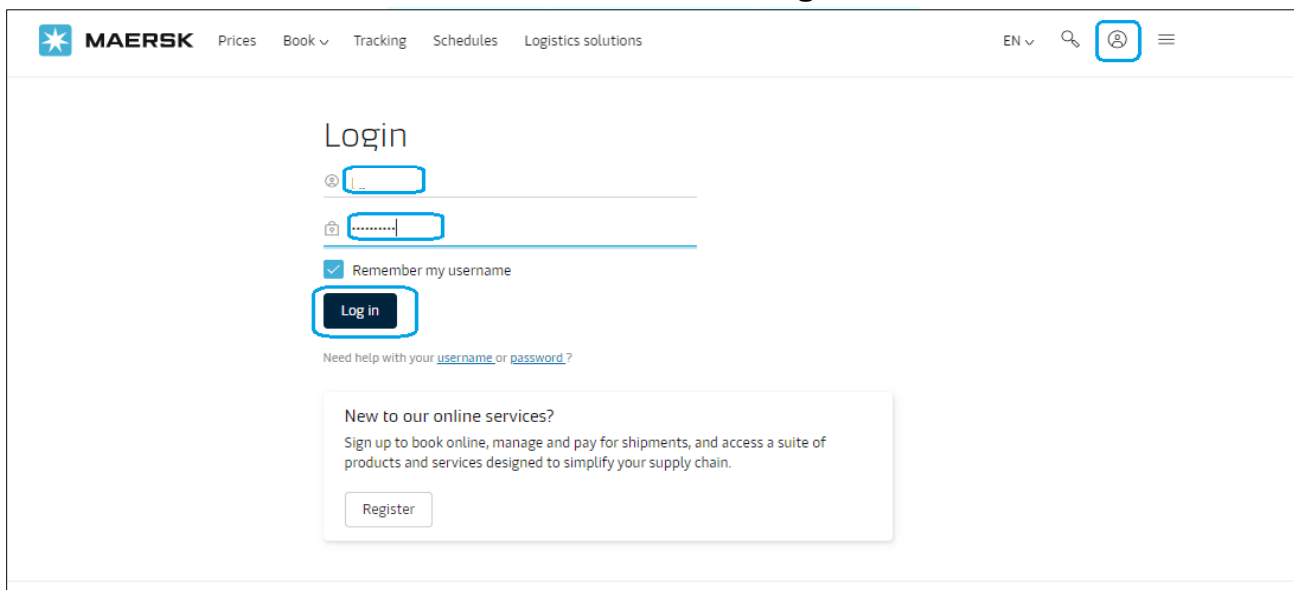 MAERSK Prices Book Tracking Schedules Logistics solutions EN
Login
Remember my username
Log in
Need help with your username or password ?
New to our online services?
Sign up to book online, manage and pay for shipments, and access a suite of
products and services designed to simplify your supply chain.
Register